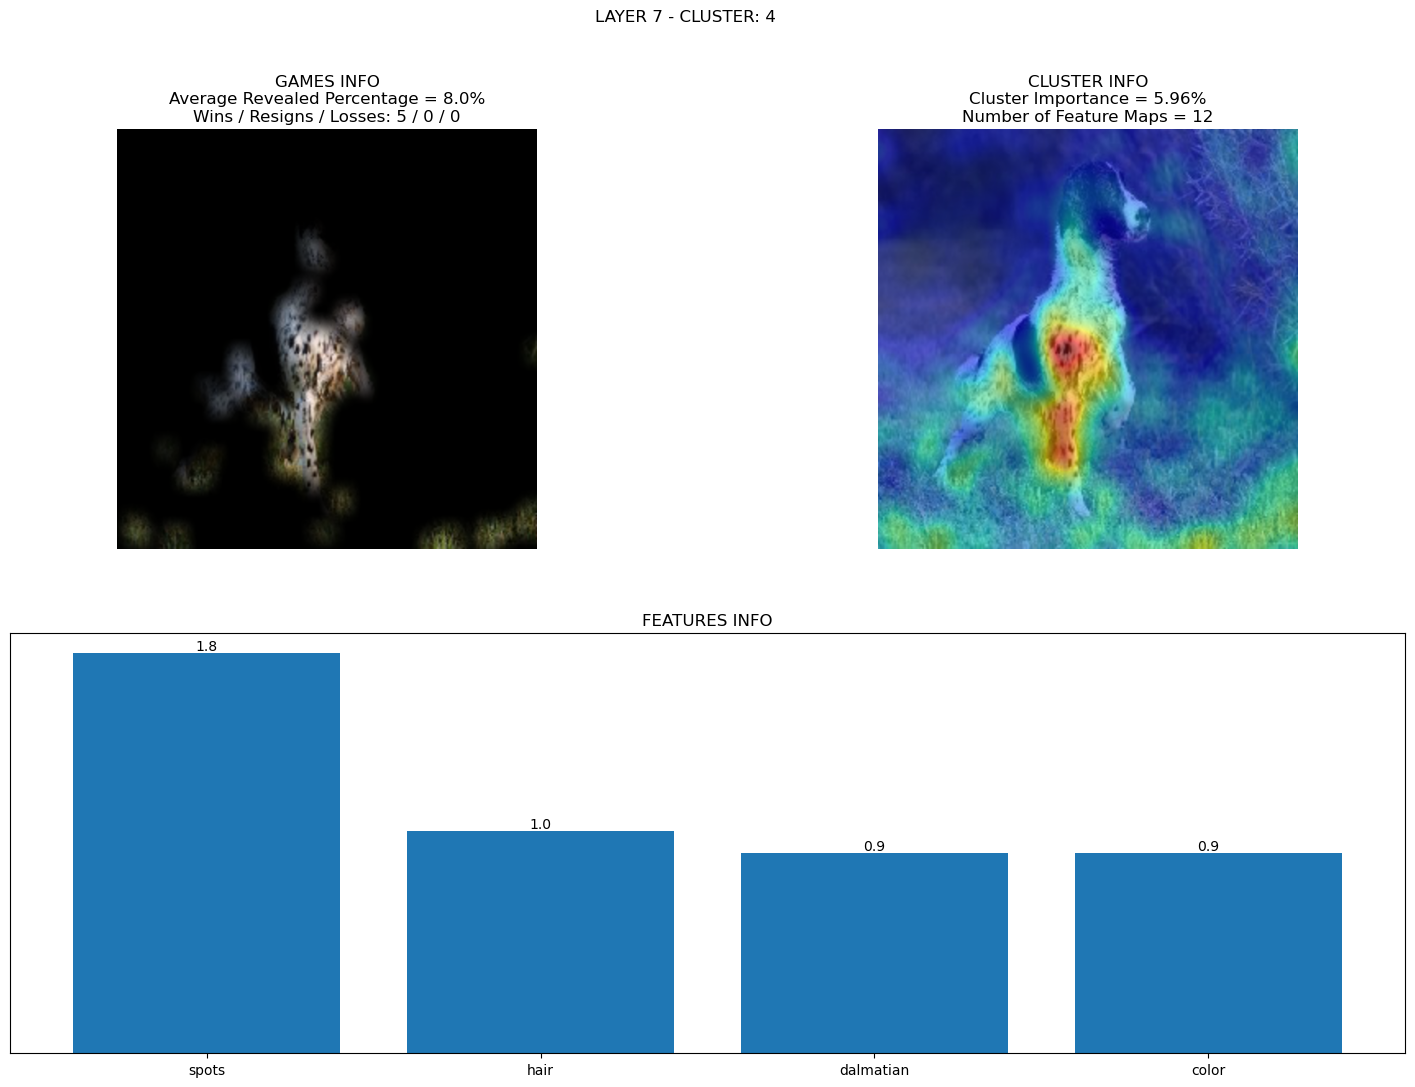 LAYER 7 - CLUSTER: 4
GAMES INFO
Average Revealed Percentage = 8.0%
Wins / Resigns / Losses: 5 / 0 / 0
CLUSTER INFO
Cluster Importance = 5.96%
Number of Feature Maps = 12
FEATURES INFO
1.8
1.0
0.9
0.9
spots
hair
dalmatian
color